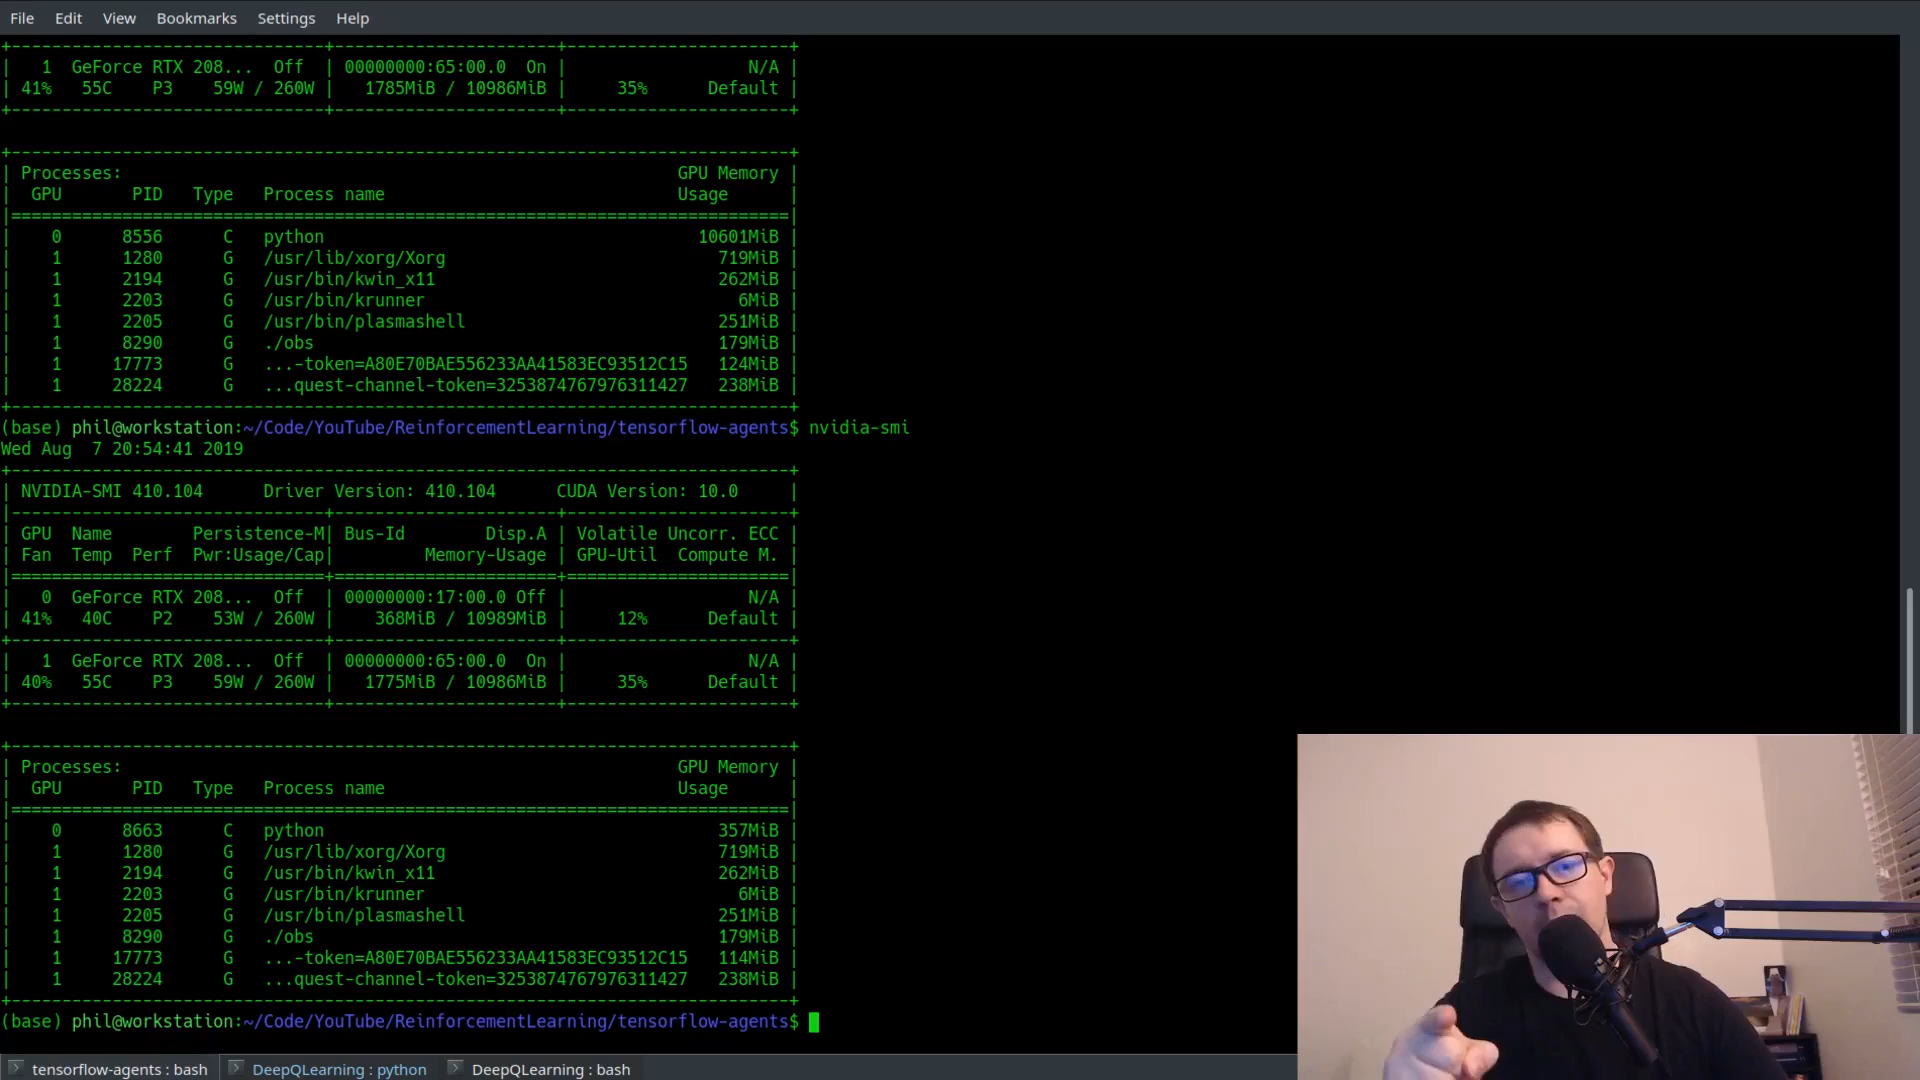 File Edit View Bookmarks Settings Help
+-------------------------------+----------------------+----------------------+
| 1 GeForce RTX 208... Off | 00000000:65:00.0 On | N/A |
| 41% 55C P3 59W / 260W | 1785MiB / 10986MiB | 35% Default |
+-------------------------------+----------------------+----------------------+
+-----------------------------------------------------------------------------+
| Processes: GPU Memory |
| GPU PID Type Process name Usage |
|=============================================================================|
| 0 8556 C python 10601MiB |
| 1 1280 G /usr/lib/xorg/Xorg 719MiB |
| 1 2194 G /usr/bin/kwin_x11 262MiB |
| 1 2203 G /usr/bin/krunner 6MiB |
| 1 2205 G /usr/bin/plasmashell 251MiB |
| 1 8290 G ./obs 179MiB |
| 1 17773 G ...-token=A80E70BAE556233AA41583EC93512C15 124MiB |
| 1 28224 G ...quest-channel-token=3253874767976311427 238MiB |
+-----------------------------------------------------------------------------+
(base) phil@workstation:~/Code/YouTube/ReinforcementLearning/tensorflow-agents$ nvidia-smi
Wed Aug 7 20:54:41 2019
+-----------------------------------------------------------------------------+
| NVIDIA-SMI 410.104 Driver Version: 410.104 CUDA Version: 10.0 |
|-------------------------------+----------------------+----------------------+
| GPU Name Persistence-M| Bus-Id Disp.A | Volatile Uncorr. ECC |
| Fan Temp Perf Pwr:Usage/Cap| Memory-Usage | GPU-Util Compute M. |
|===============================+======================+======================|
| 0 GeForce RTX 208... Off | 00000000:17:00.0 Off | N/A |
| 41% 40C P2 53W / 260W | 368MiB / 10989MiB | 12% Default |
+-------------------------------+----------------------+----------------------+
| 1 GeForce RTX 208... Off | 00000000:65:00.0 On | N/A |
| 40% 55C P3 59W / 260W | 1775MiB / 10986MiB | 35% Default |
+-------------------------------+----------------------+----------------------+
+-----------------------------------------------------------------------------+
| Processes: GPU Memory |
| GPU PID Type Process name Usage |
|=============================================================================|
| 0 8663 C python 357MiB |
| 1 1280 G /usr/lib/xorg/Xorg 719MiB |
| 1 2194 G /usr/bin/kwin_x11 262MiB |
| 1 2203 G /usr/bin/krunner 6MiB |
| 1 2205 G /usr/bin/plasmashell 251MiB |
| 1 8290 G ./obs 179MiB |
| 1 17773 G ...-token=A80E70BAE556233AA41583EC93512C15 114MiB |
| 1 28224 G ...quest-channel-token=3253874767976311427 238MiB |
+-----------------------------------------------------------------------------+
(base) phil@workstation:~/Code/YouTube/ReinforcementLearning/tensorflow-agents$
tensorflow-agents : bash DeepQLearning : python DeepQLearning : bash